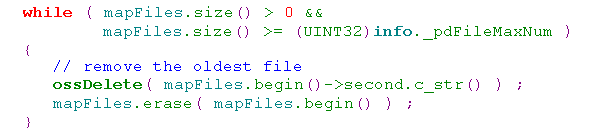 while ( mapFiles.size() > 0 &&
mapFiles.size() >= (UINT32)info._pdFileMaxNum )
{
// remove the oldest file
ossDelete( mapFiles.begin()->second.c_str() ) ;
mapFiles.erase( mapFiles.begin() ) ;
}